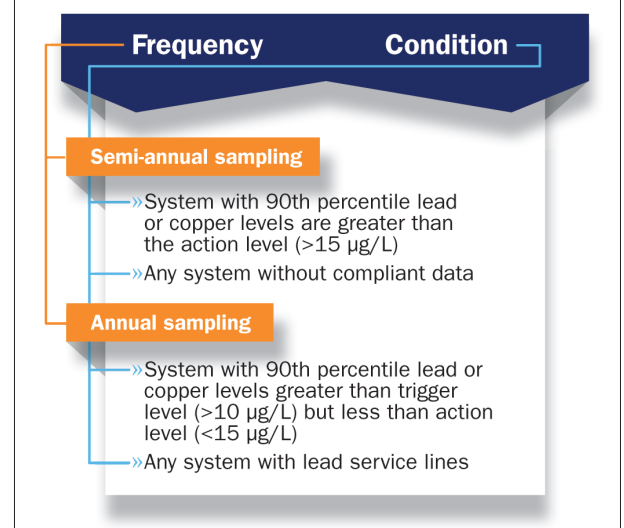 Frequency Condition
Semi-annual sampling
»System with 90th percentile lead
or copper levels are greater than
the action level (>15 µg/L)
»Any system without compliant data
Annual sampling
»System with 90th percentile lead or
copper levels greater than trigger
level (>10 µg/L) but less than action
level (<15 µg/L)
»Any system with lead service lines